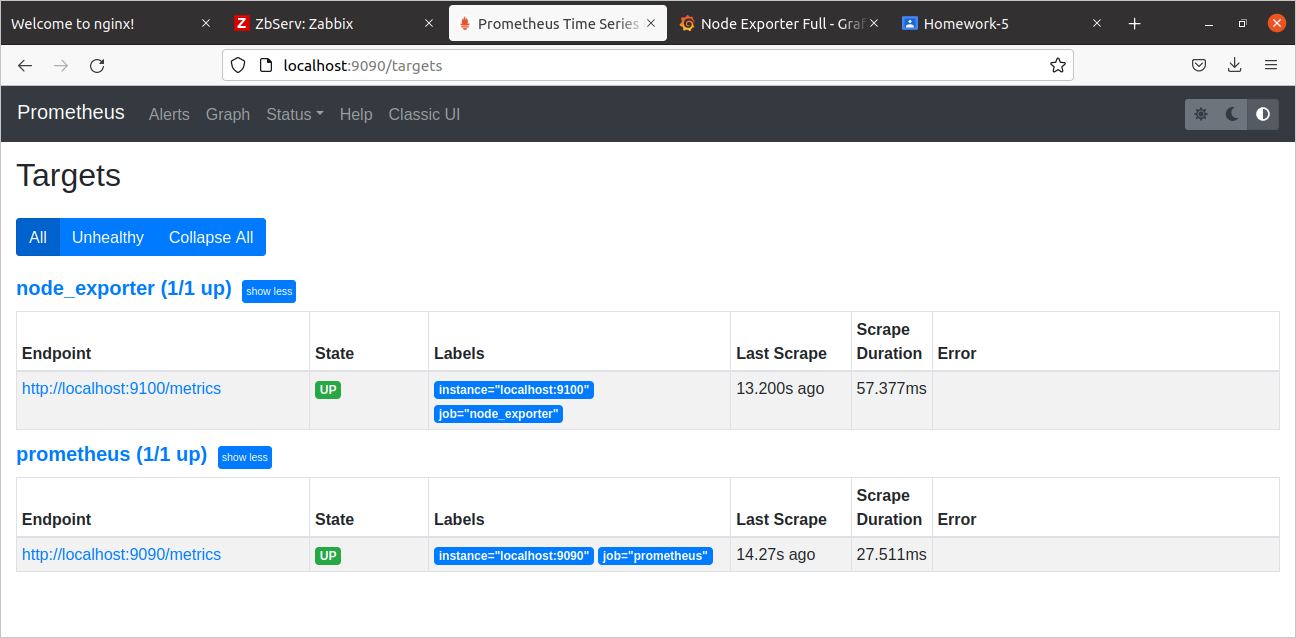 Welcome to nginx!
Z ZbServ: Zabbix
Prometheus Time Series
Node Exporter Full - Graf
Homework-5
localhost:9090/targets
Prometheus Alerts Graph Status Help Classic UI
Targets
All Unhealthy Collapse All
node_exporter (1/1 up) show less
Endpoint State Labels Last Scrape Scrape Duration Error
http://localhost:9100/metrics UP instance="localhost:9100" 13.200s ago 57.377ms
job="node_exporter"
prometheus (1/1 up) show less
Endpoint State Labels Last Scrape Scrape Duration Error
http://localhost:9090/metrics UP instance="localhost:9090" job="prometheus" 14.27s ago 27.511ms